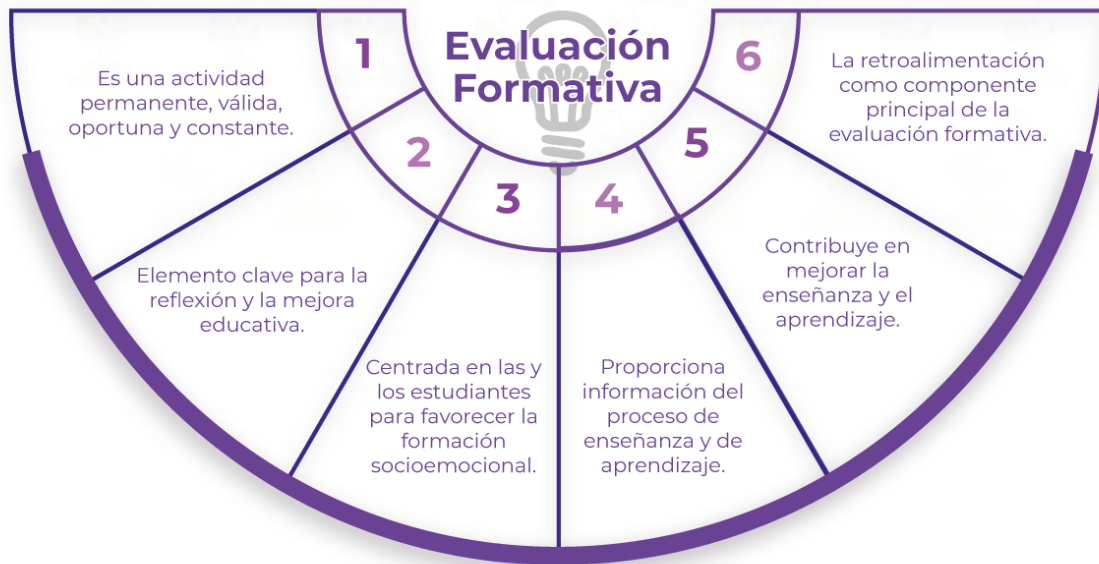 Evaluación
Formativa
1
Es una actividad
permanente, válida,
oportuna y constante.
2
Elemento clave para la
reflexión y la mejora
educativa.
3
Centrada en las y
los estudiantes
para favorecer la
formación
socioemocional.
4
Proporciona
información del
proceso de
enseñanza y de
aprendizaje.
5
Contribuye en
mejorar la
enseñanza y el
aprendizaje.
6
La retroalimentación
como componente
principal de la
evaluación formativa.